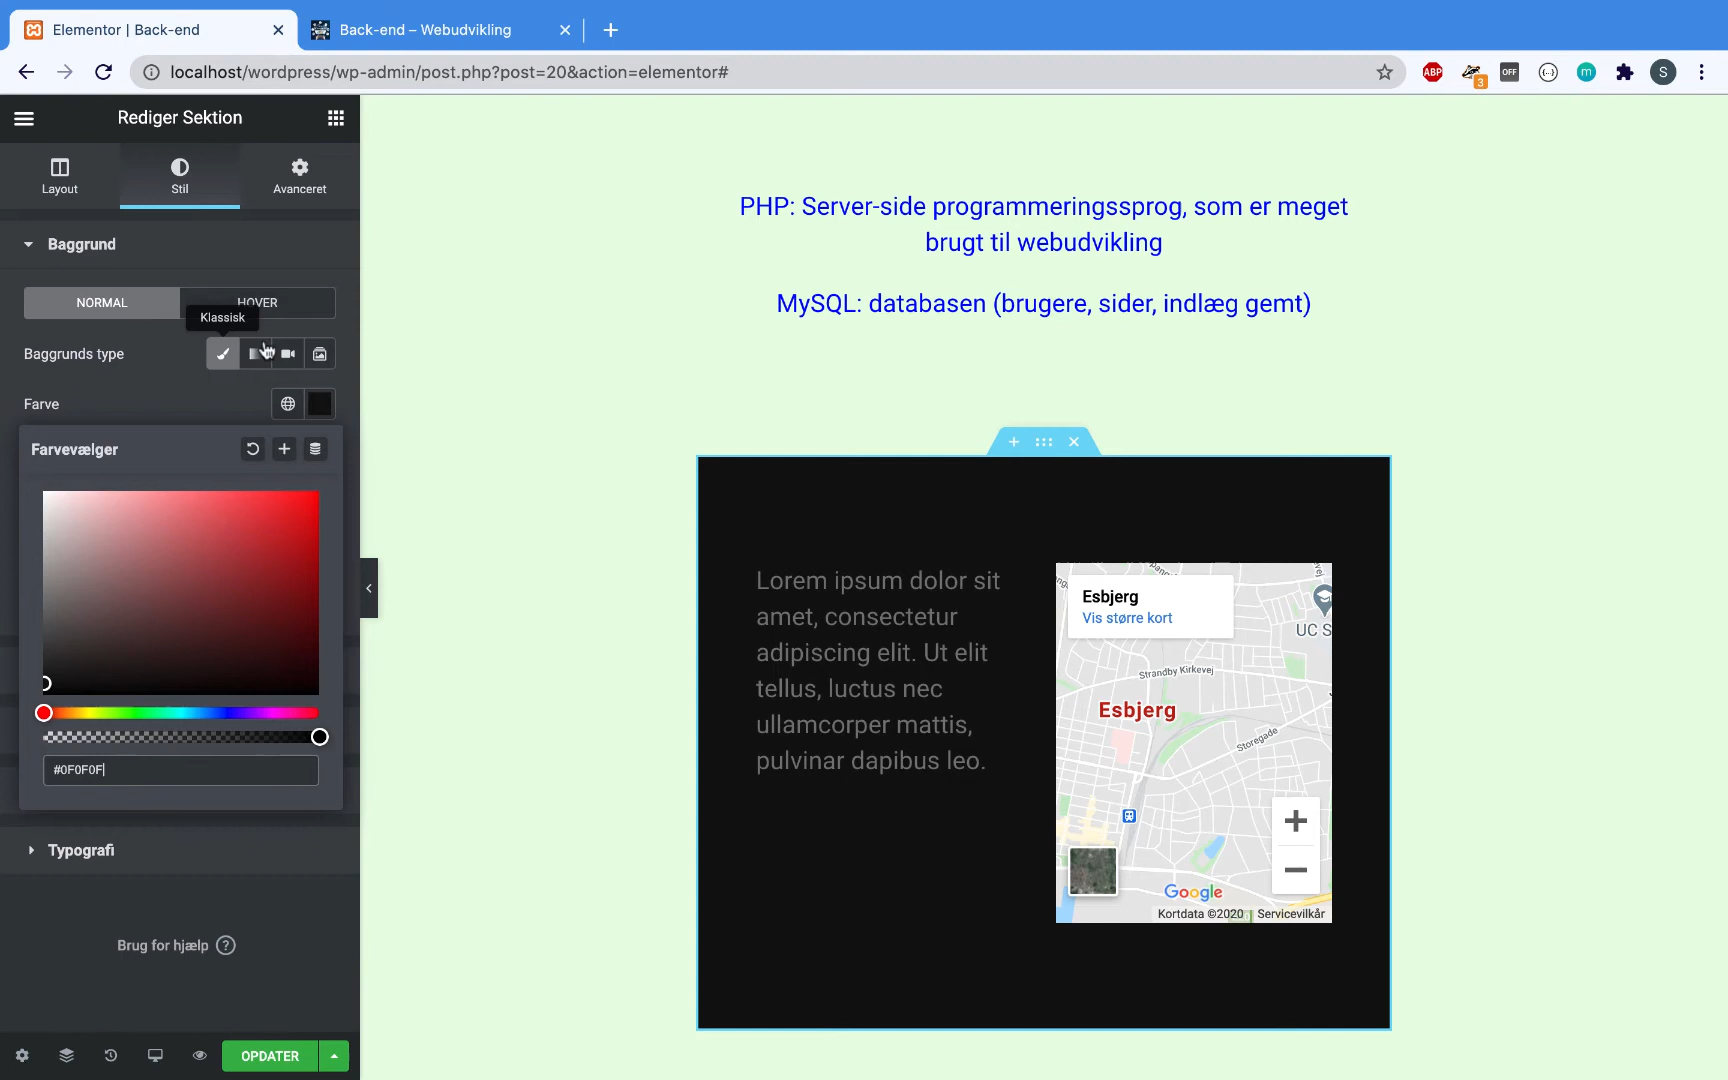 Elementor | Back-end
Back-end – Webudvikling
localhost/wordpress/wp-admin/post.php?post=20&action=elementor#
ABP
3
OFF
m
S
Rediger Sektion
Layout
Stil
Avanceret
Baggrund
NORMAL
HOVER
Klassisk
Baggrunds type
Farve
Farvevælger
#0F0F0F
Typografi
Brug for hjælp
OPDATER
PHP: Server-side programmeringssprog, som er meget
brugt til webudvikling
MySQL: databasen (brugere, sider, indlæg gemt)
Lorem ipsum dolor sit
amet, consectetur
adipiscing elit. Ut elit
tellus, luctus nec
ullamcorper mattis,
pulvinar dapibus leo.
Esbjerg
Vis større kort
UC S
Strandby Kirkevej
Esbjerg
Storegade
Google
Kortdata ©2020
Servicevilkår